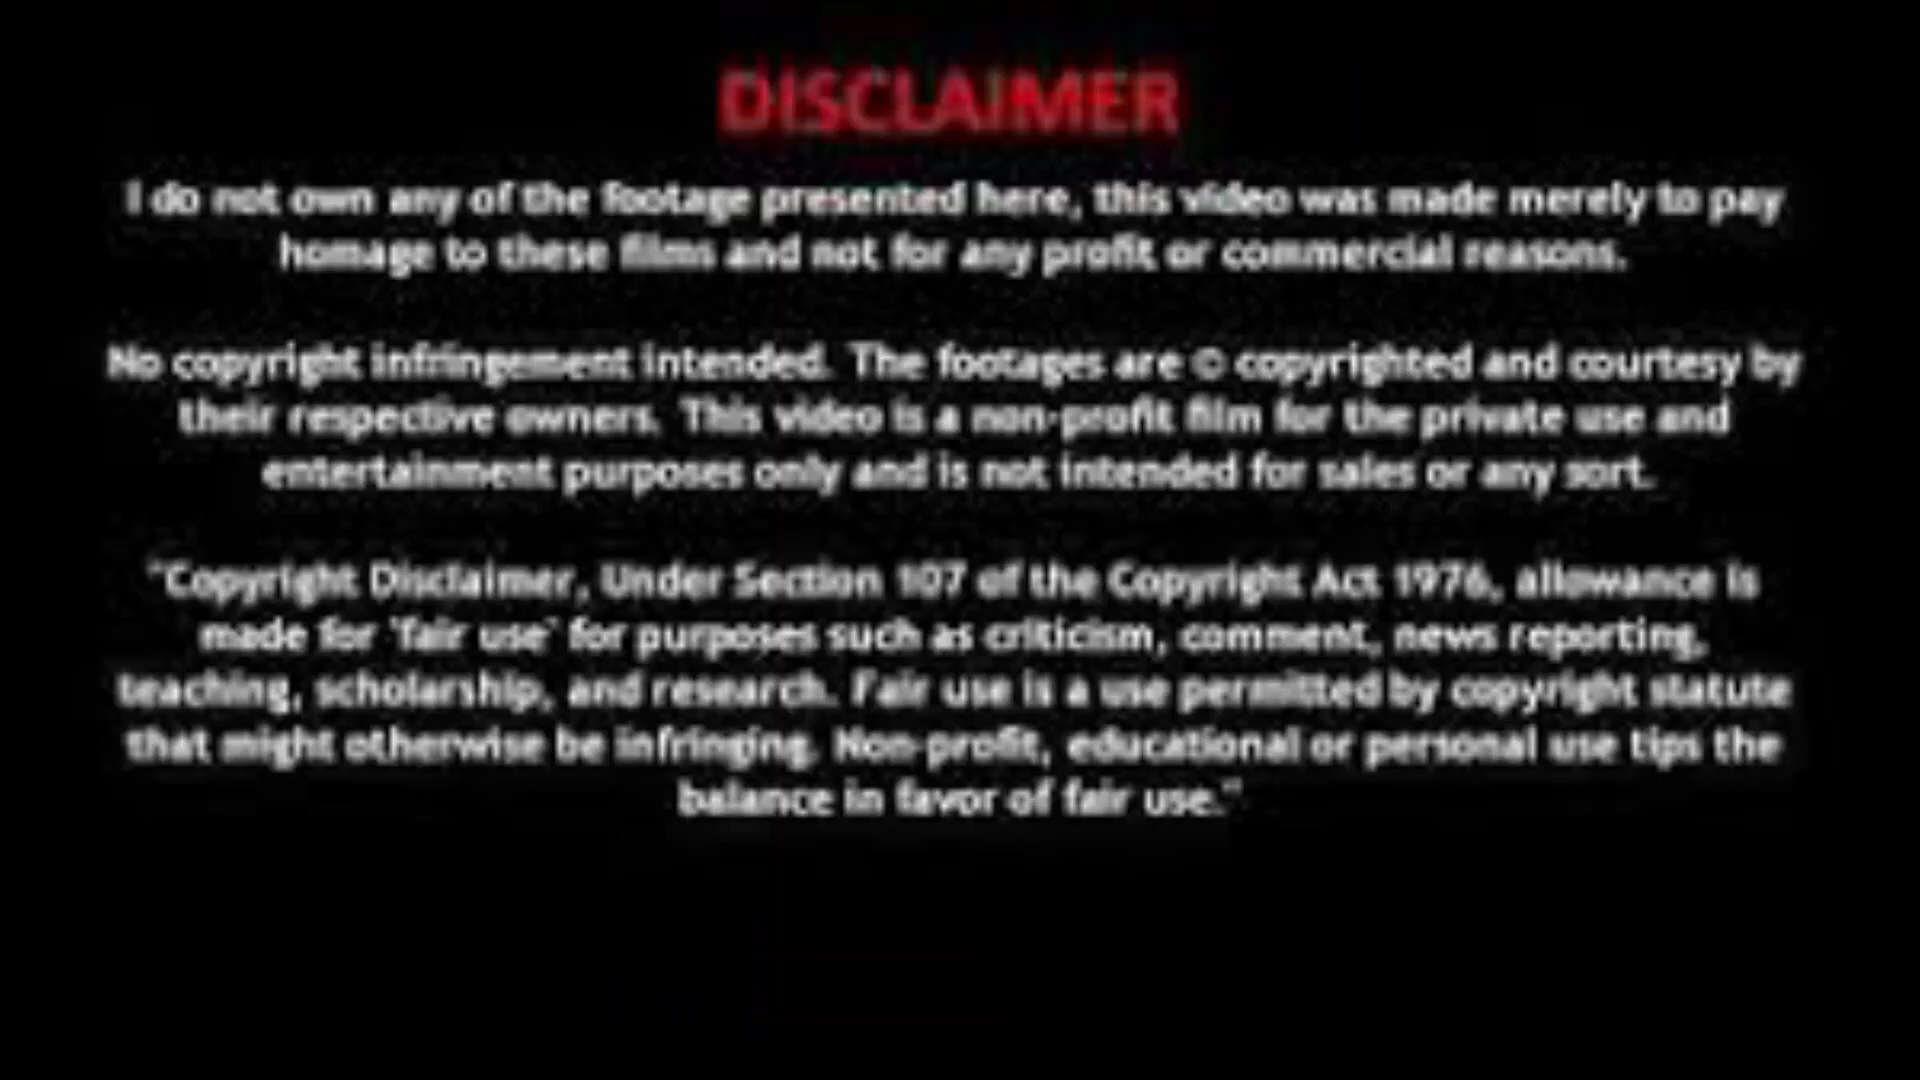 DISCLAIMER
I do not own any of the footage presented here, this video was made merely to pay
homage to these films and not for any profit or commercial reasons.
No copyright infringement intended. The footages are © copyrighted and courtesy by
their respective owners. This video is a non-profit film for the private use and
entertainment purposes only and is not intended for sales or any sort.
"Copyright Disclaimer, Under Section 107 of the Copyright Act 1976, allowance is
made for 'fair use' for purposes such as criticism, comment, news reporting,
teaching, scholarship, and research. Fair use is a use permitted by copyright statute
that might otherwise be infringing. Non-profit, educational or personal use tips the
balance in favor of fair use."